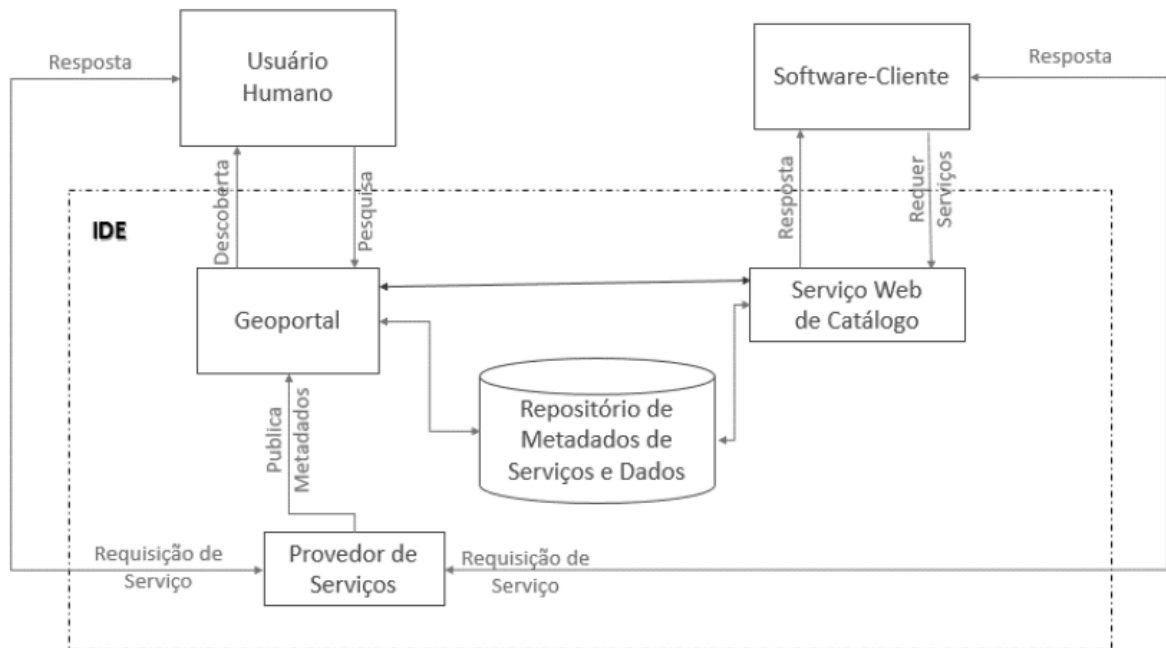 Resposta
Usuário
Humano
Software-Cliente
Resposta
Descoberta
Pesquisa
Resposta
Requer
Serviços
IDE
Geoportal
Serviço Web
de Catálogo
Repositório de
Metadados de
Serviços e Dados
Publica
Metadados
Requisição de
Serviço
Provedor de
Serviços
Requisição de
Serviço